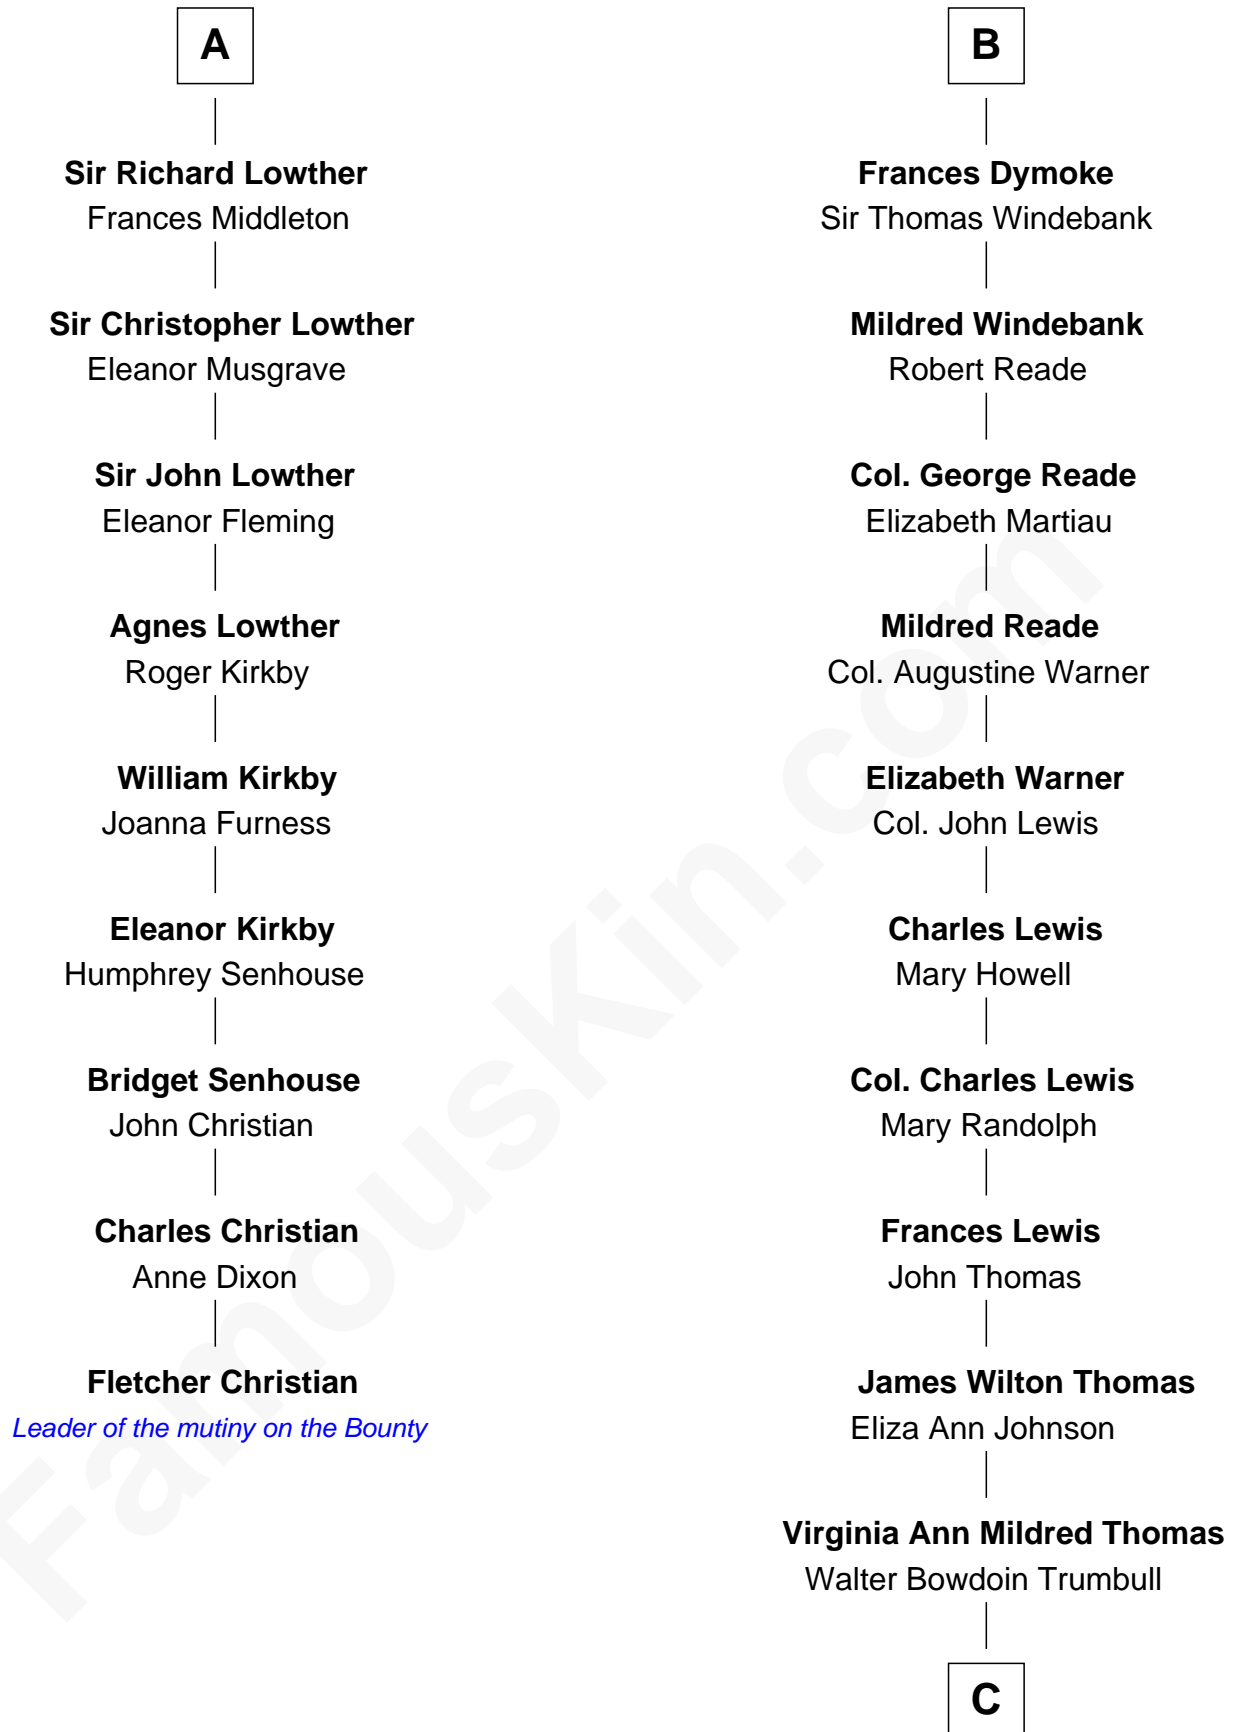 A
Sir Richard Lowther
Frances Middleton
Sir Christopher Lowther
Eleanor Musgrave
Sir John Lowther
Eleanor Fleming
Agnes Lowther
Roger Kirkby
William Kirkby
Joanna Furness
Eleanor Kirkby
Humphrey Senhouse
Bridget Senhouse
John Christian
Charles Christian
Anne Dixon
Fletcher Christian
Leader of the mutiny on the Bounty
B
Frances Dymoke
Sir Thomas Windebank
Mildred Windebank
Robert Reade
Col. George Reade
Elizabeth Martiau
Mildred Reade
Col. Augustine Warner
Elizabeth Warner
Col. John Lewis
Charles Lewis
Mary Howell
Col. Charles Lewis
Mary Randolph
Frances Lewis
John Thomas
James Wilton Thomas
Eliza Ann Johnson
Virginia Ann Mildred Thomas
Walter Bowdoin Trumbull
C
FamousKin.com